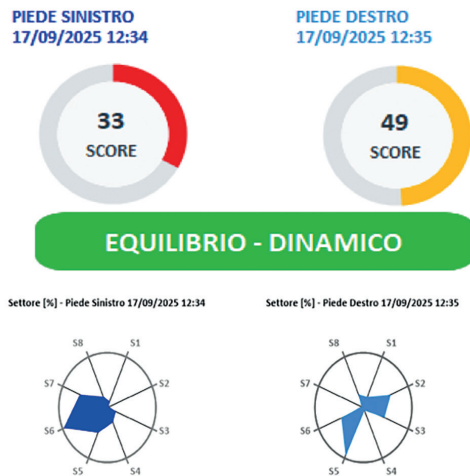 PIEDE SINISTRO
17/09/2025 12:34
PIEDE DESTRO
17/09/2025 12:35
33
SCORE
49
SCORE
EQUILIBRIO - DINAMICO
Settore [%] - Piede Sinistro 17/09/2025 12:34
Settore [%] - Piede Destro 17/09/2025 12:35
S8 S1
S7 S2
S6 S3
S5 S4
S8 S1
S7 S2
S6 S3
S5 S4